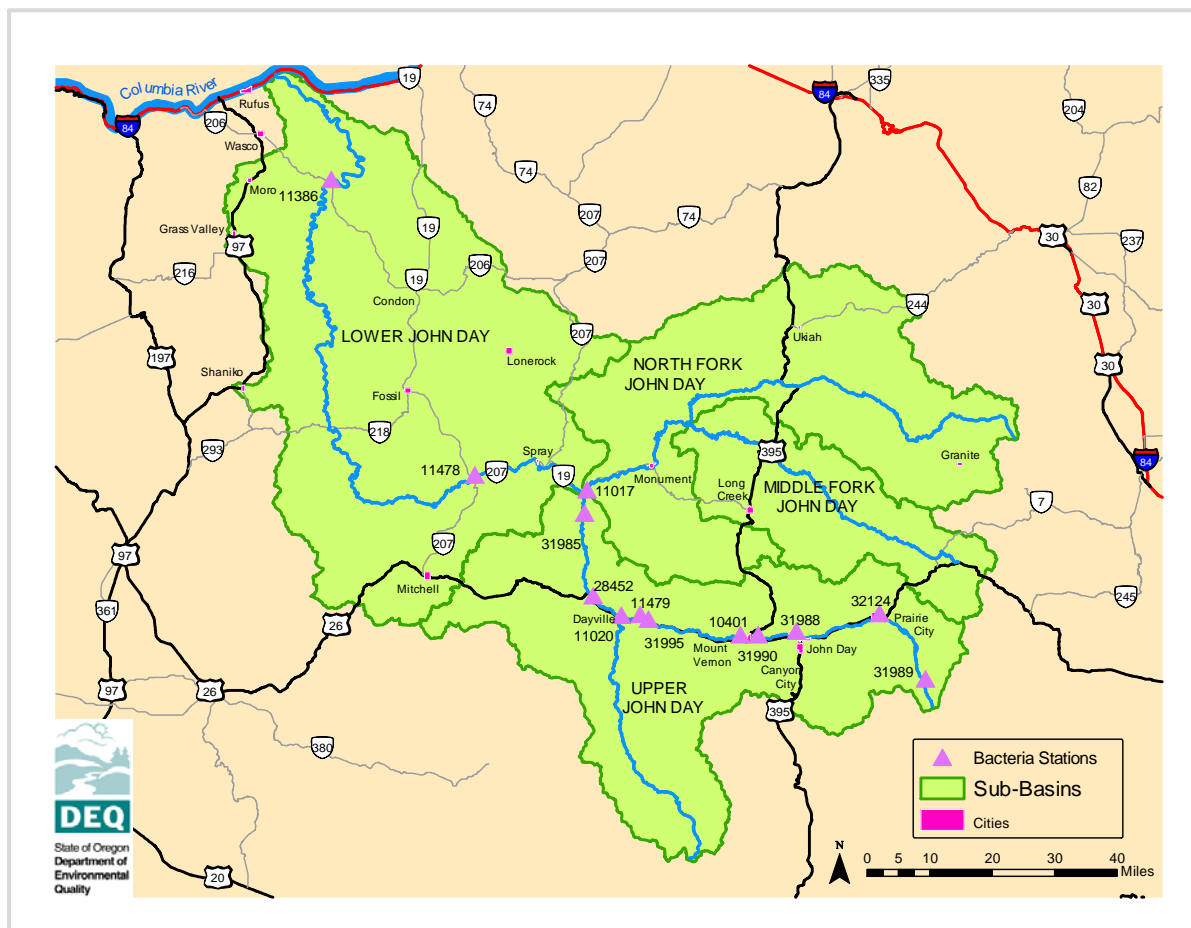 Columbia River
19
335
84
74
204
Rufus
206
84
Wasco
74
82
Moro
11386
207
74
19
Grass Valley
97
30
237
216
206
207
19
Condon
244
30
207
LOWER JOHN DAY
Ukiah
197
Lonerock
NORTH FORK
JOHN DAY
30
Shaniko
Fossil
218
293
Spray
395
Granite
84
11478
207
19
Monument
11017
Long
Creek
MIDDLE FORK
JOHN DAY
7
31985
207
97
Mitchell
28452
245
361
11479
32124
26
Dayville
11020
31995
10401
31988
Prairie
City
Mount
Vernon
31990
John Day
Canyon
City
31989
97
26
UPPER
JOHN DAY
395
380
Bacteria Stations
Sub-Basins
Cities
DEQ
State of Oregon
Department of
Environmental
Quality
N
0 5 10 20 30 40
Miles
20